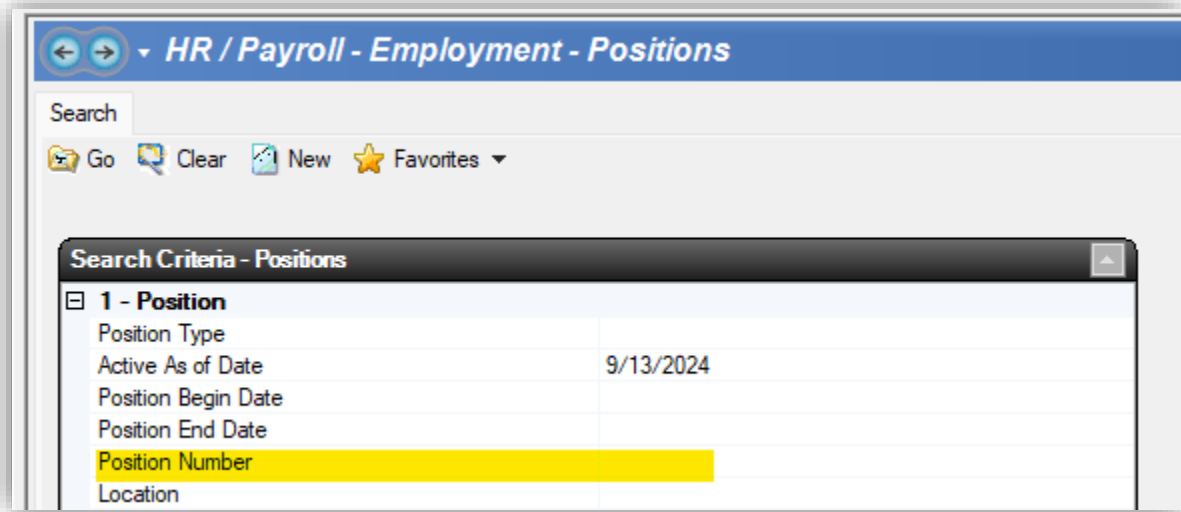 HR / Payroll - Employment - Positions
Search
Go Clear New Favorites
Search Criteria - Positions
1 - Position
Position Type
Active As of Date 9/13/2024
Position Begin Date
Position End Date
Position Number
Location